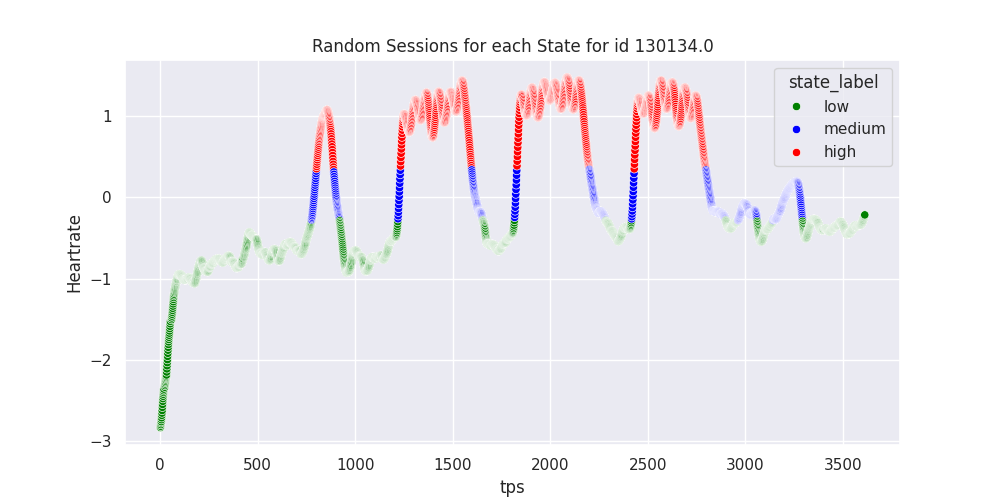 Random Sessions for each State for id 130134.0
state_label
low
medium
high
Heartrate
1
0
−1
−2
−3
0 500 1000 1500 2000 2500 3000 3500
tps